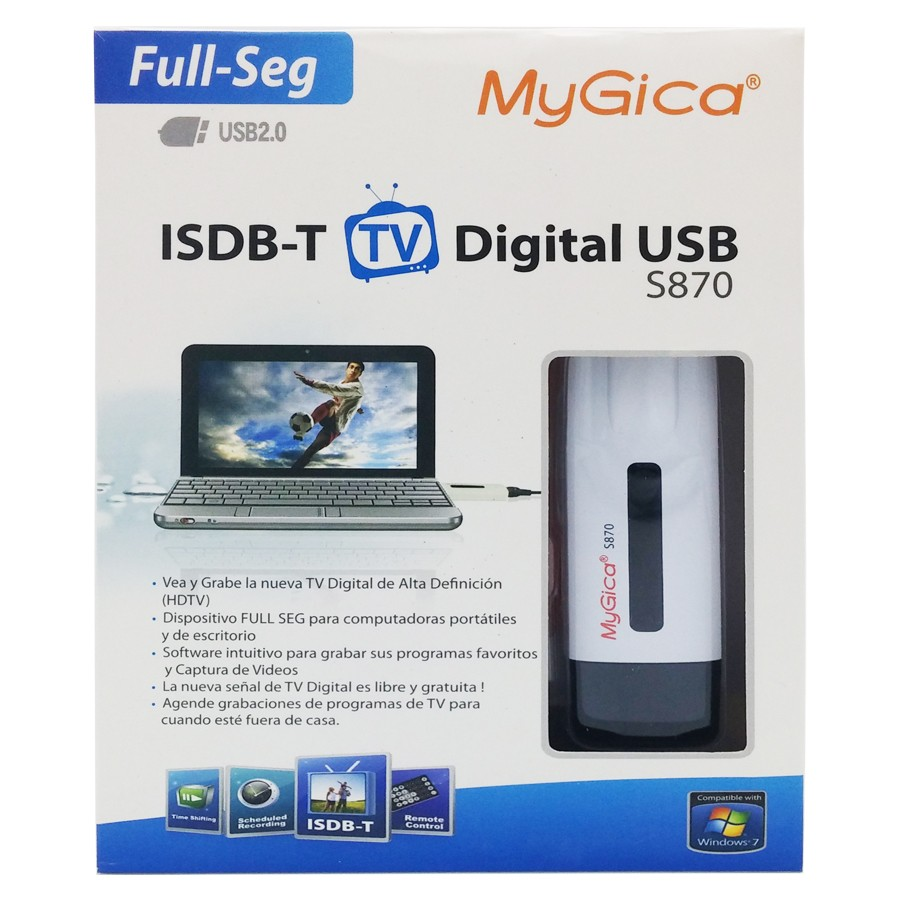 Full-Seg
USB2.0
MyGica®
ISDB-T TV Digital USB
S870
MyGica® S870
• Vea y Grabe la nueva TV Digital de Alta Definición
(HDTV)
• Dispositivo FULL SEG para computadoras portátiles
y de escritorio
• Software intuitivo para grabar sus programas favoritos
y Captura de Videos
• La nueva señal de TV Digital es libre y gratuita !
• Agende grabaciones de programas de TV para
cuando esté fuera de casa.
Time Shifting
Scheduled
Recording
ISDB-T
Remote
Control
Compatible with
Windows 7